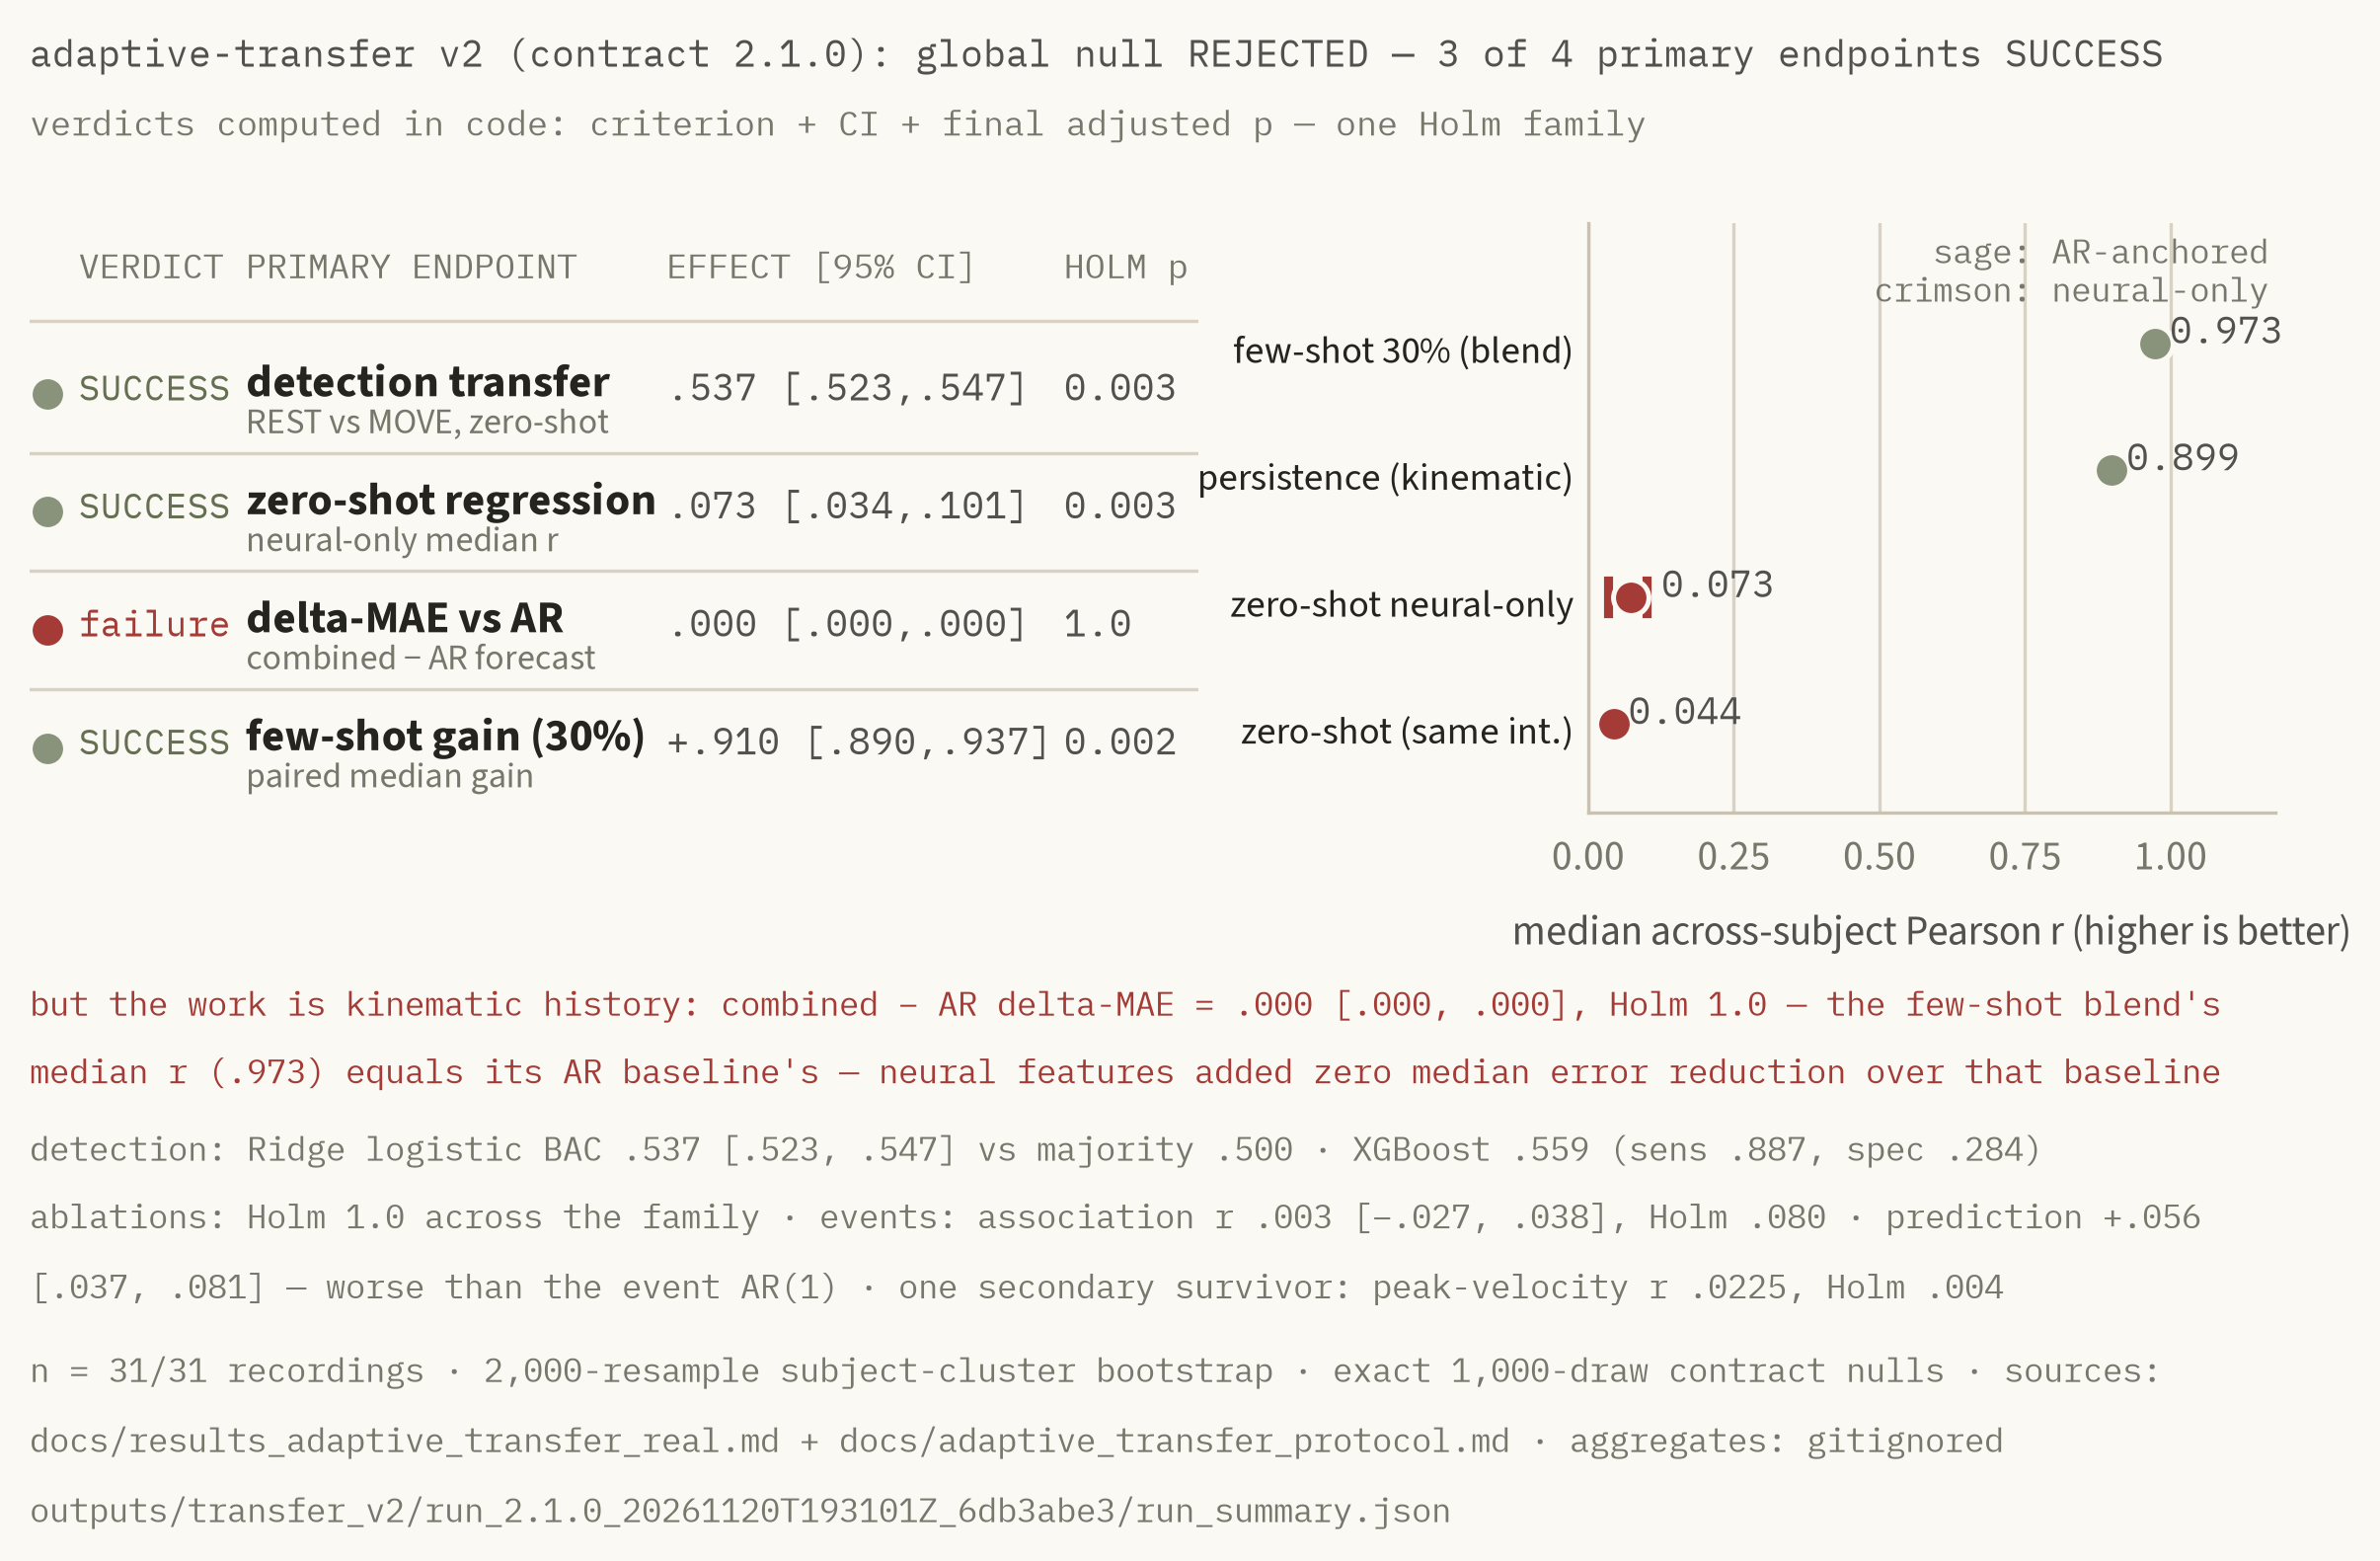 adaptive-transfer v2 (contract 2.1.0): global null REJECTED — 3 of 4 primary endpoints SUCCESS
verdicts computed in code: criterion + CI + final adjusted p — one Holm family
VERDICT PRIMARY ENDPOINT EFFECT [95% CI] HOLM p
SUCCESS detection transfer .537 [.523,.547] 0.003
REST vs MOVE, zero-shot
SUCCESS zero-shot regression .073 [.034,.101] 0.003
neural-only median r
failure delta-MAE vs AR .000 [.000,.000] 1.0
combined − AR forecast
SUCCESS few-shot gain (30%) +.910 [.890,.937] 0.002
paired median gain
sage: AR-anchored
crimson: neural-only
few-shot 30% (blend) 0.973
persistence (kinematic) 0.899
zero-shot neural-only 0.073
zero-shot (same int.) 0.044
0.00 0.25 0.50 0.75 1.00
median across-subject Pearson r (higher is better)
but the work is kinematic history: combined − AR delta-MAE = .000 [.000, .000], Holm 1.0 — the few-shot blend's
median r (.973) equals its AR baseline's — neural features added zero median error reduction over that baseline
detection: Ridge logistic BAC .537 [.523, .547] vs majority .500 · XGBoost .559 (sens .887, spec .284)
ablations: Holm 1.0 across the family · events: association r .003 [−.027, .038], Holm .080 · prediction +.056
[.037, .081] — worse than the event AR(1) · one secondary survivor: peak-velocity r .0225, Holm .004
n = 31/31 recordings · 2,000-resample subject-cluster bootstrap · exact 1,000-draw contract nulls · sources:
docs/results_adaptive_transfer_real.md + docs/adaptive_transfer_protocol.md · aggregates: gitignored
outputs/transfer_v2/run_2.1.0_20261120T193101Z_6db3abe3/run_summary.json